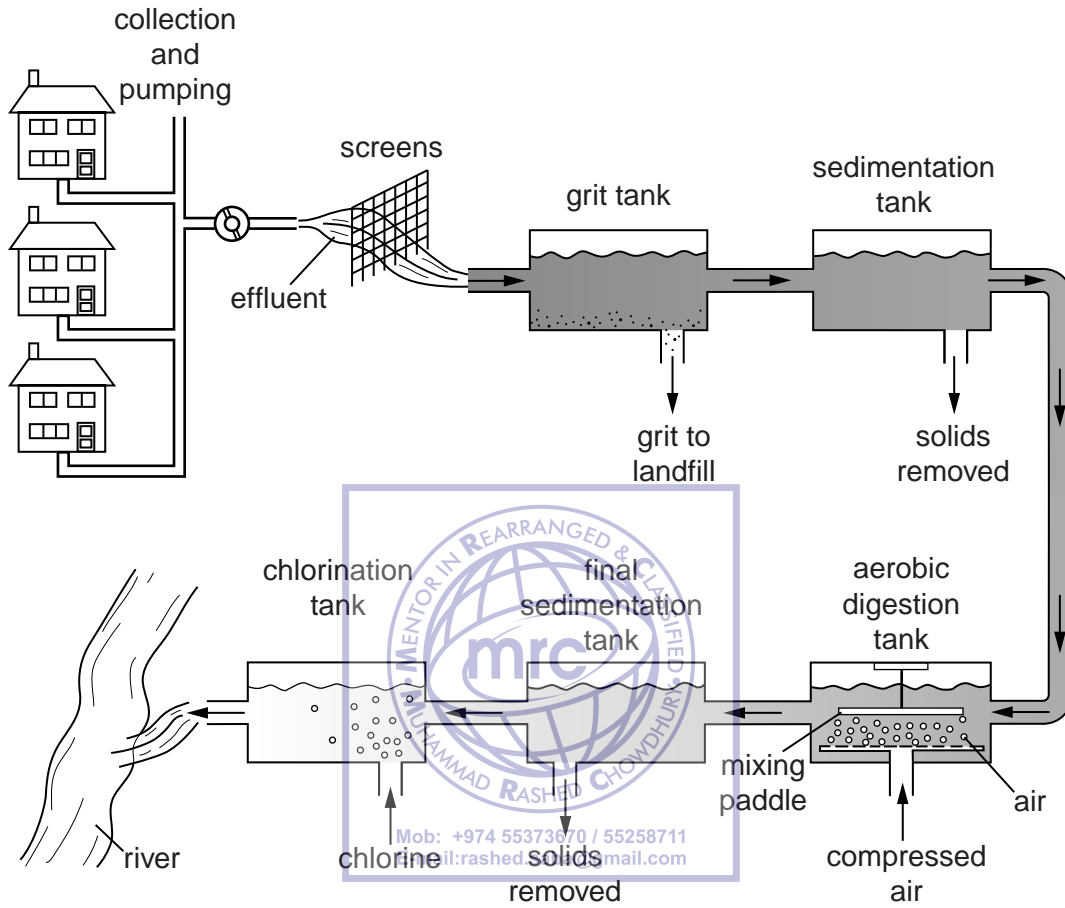 collection
and
pumping
screens
effluent
grit tank
sedimentation
tank
grit to
landfill
solids
removed
chlorination
tank
final
sedimentation
tank
aerobic
digestion
tank
mixing
paddle
air
river
chlorine
solids
removed
compressed
air
MENTOR IN REARRANGED & CLASSIFIED
mrc
MUHAMMAD RASHED CHOWDHURY
Mob: +974 55373670 / 55258711